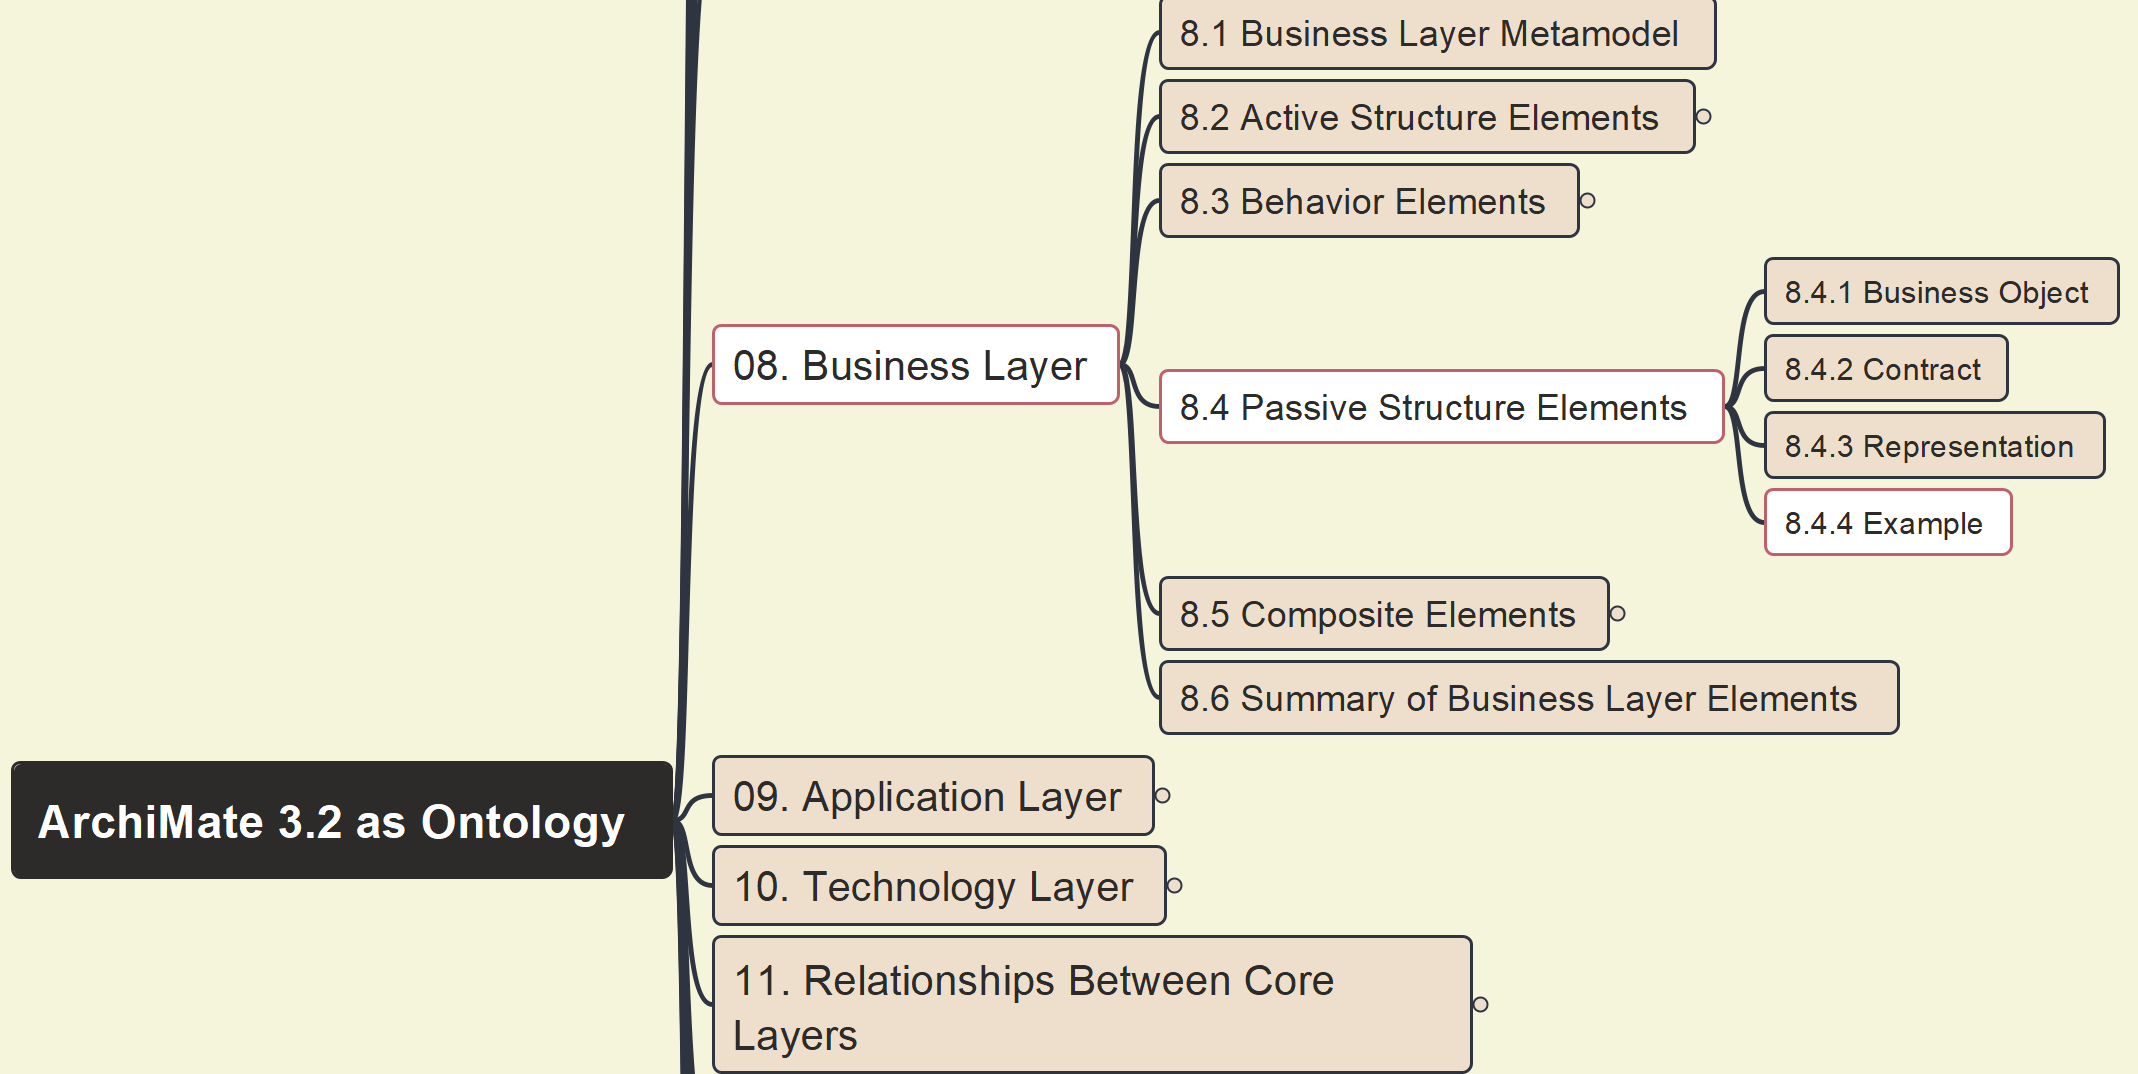 8.1 Business Layer Metamodel
8.2 Active Structure Elements
8.3 Behavior Elements
8.4.1 Business Object
08. Business Layer
8.4.2 Contract
8.4 Passive Structure Elements
8.4.3 Representation
8.4.4 Example
8.5 Composite Elements
8.6 Summary of Business Layer Elements
ArchiMate 3.2 as Ontology
09. Application Layer
10. Technology Layer
11. Relationships Between Core
Layers